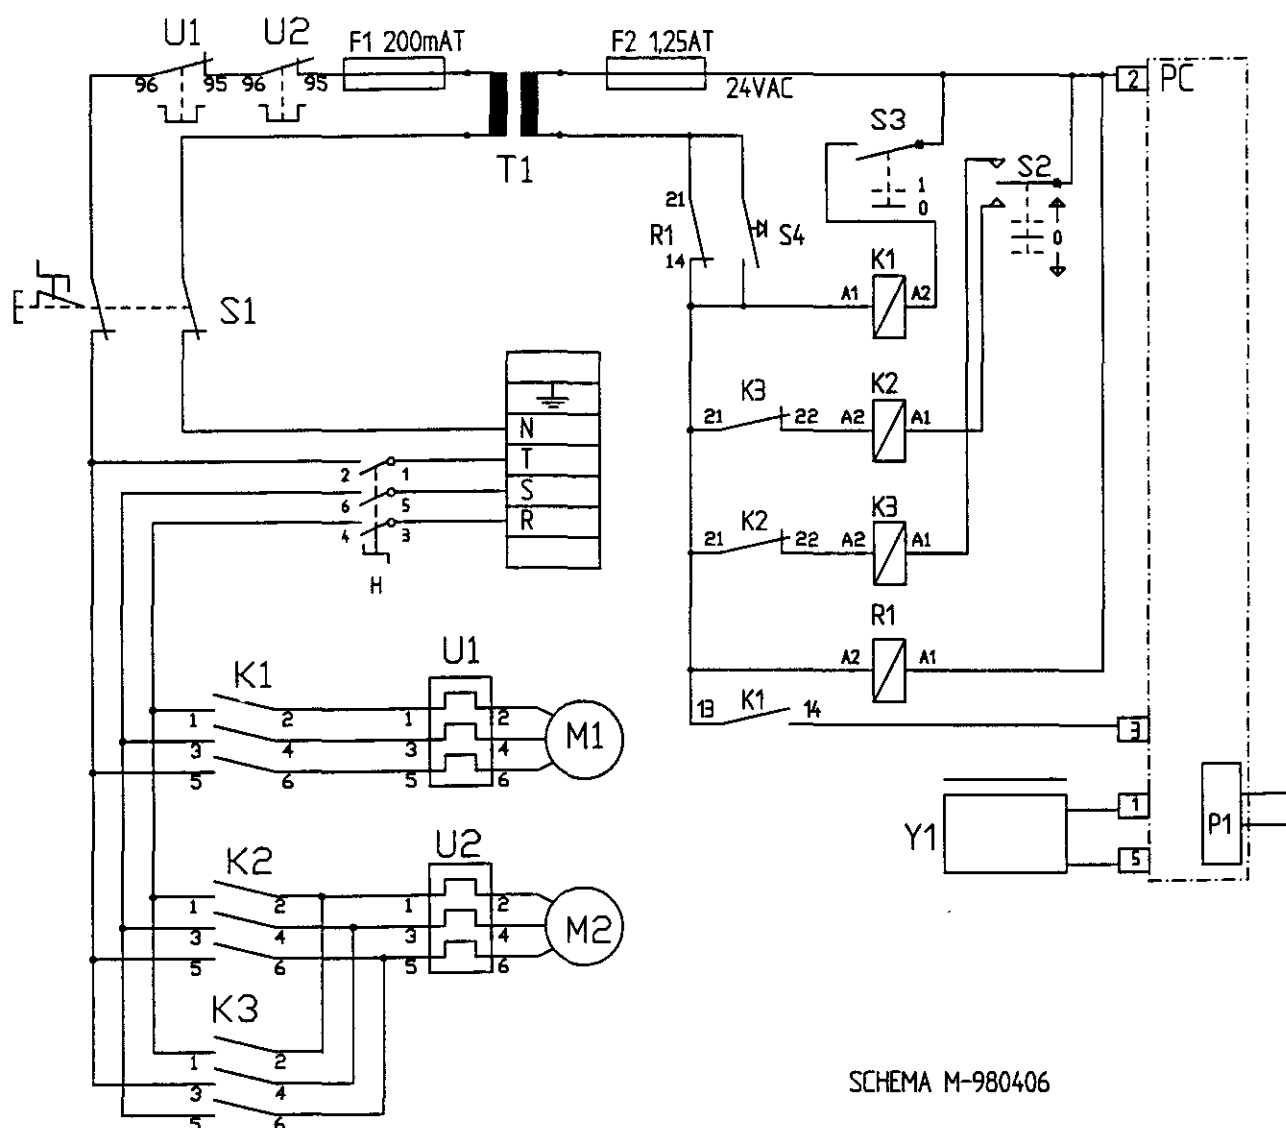 U1 U2 F1 200mAT F2 1,25AT
96 95 96 95 24VAC 2 PC
T1 S3 S2
1
0 0
21
R1 S4
14 K1
A1 A2
S1
K3 K2
21 22 A2 A1
N
T
2 1
S
6 5
R
4 3
H
K2 K3
21 22 A2 A1
R1
A2 A1
K1
13 14 3
K1 U1
1 2 1 2
3 4 3 4 M1
5 6 5 6
Y1 1 P1
5
K2 U2
1 2 1 2
3 4 3 4 M2
5 6 5 6
K3
1 2
3 4
5 6
SCHEMA M-980406